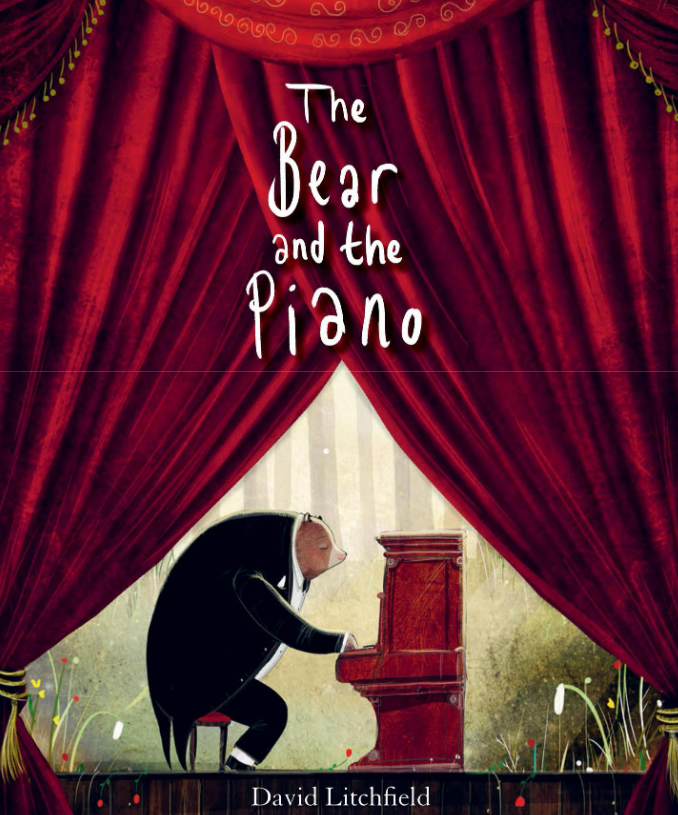 The
Bear
and the
Piano
David Litchfield